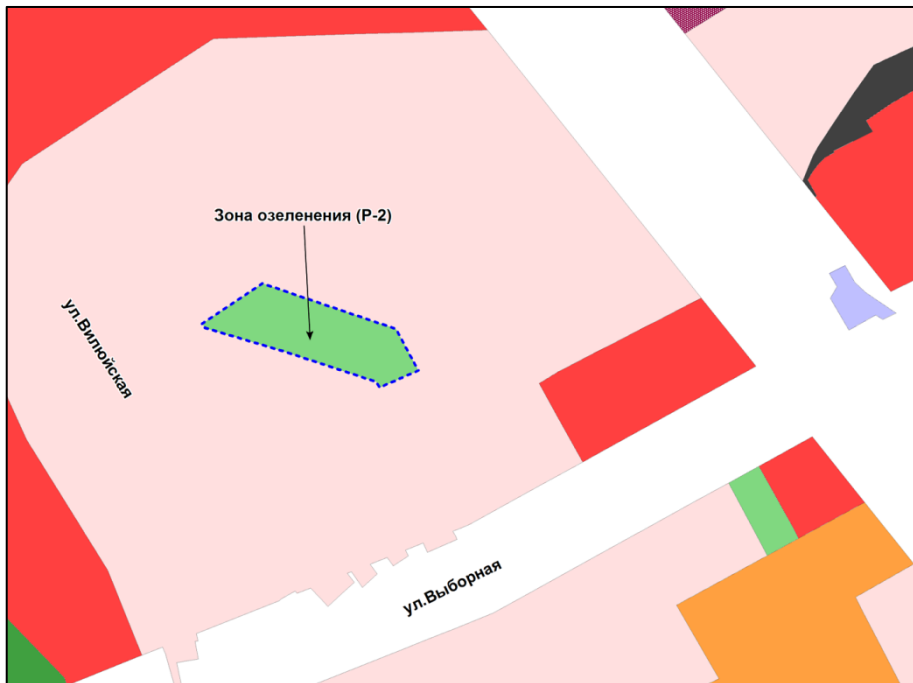 Зона озеленения (Р-2)
ул.Вилюйская
ул.Выборная